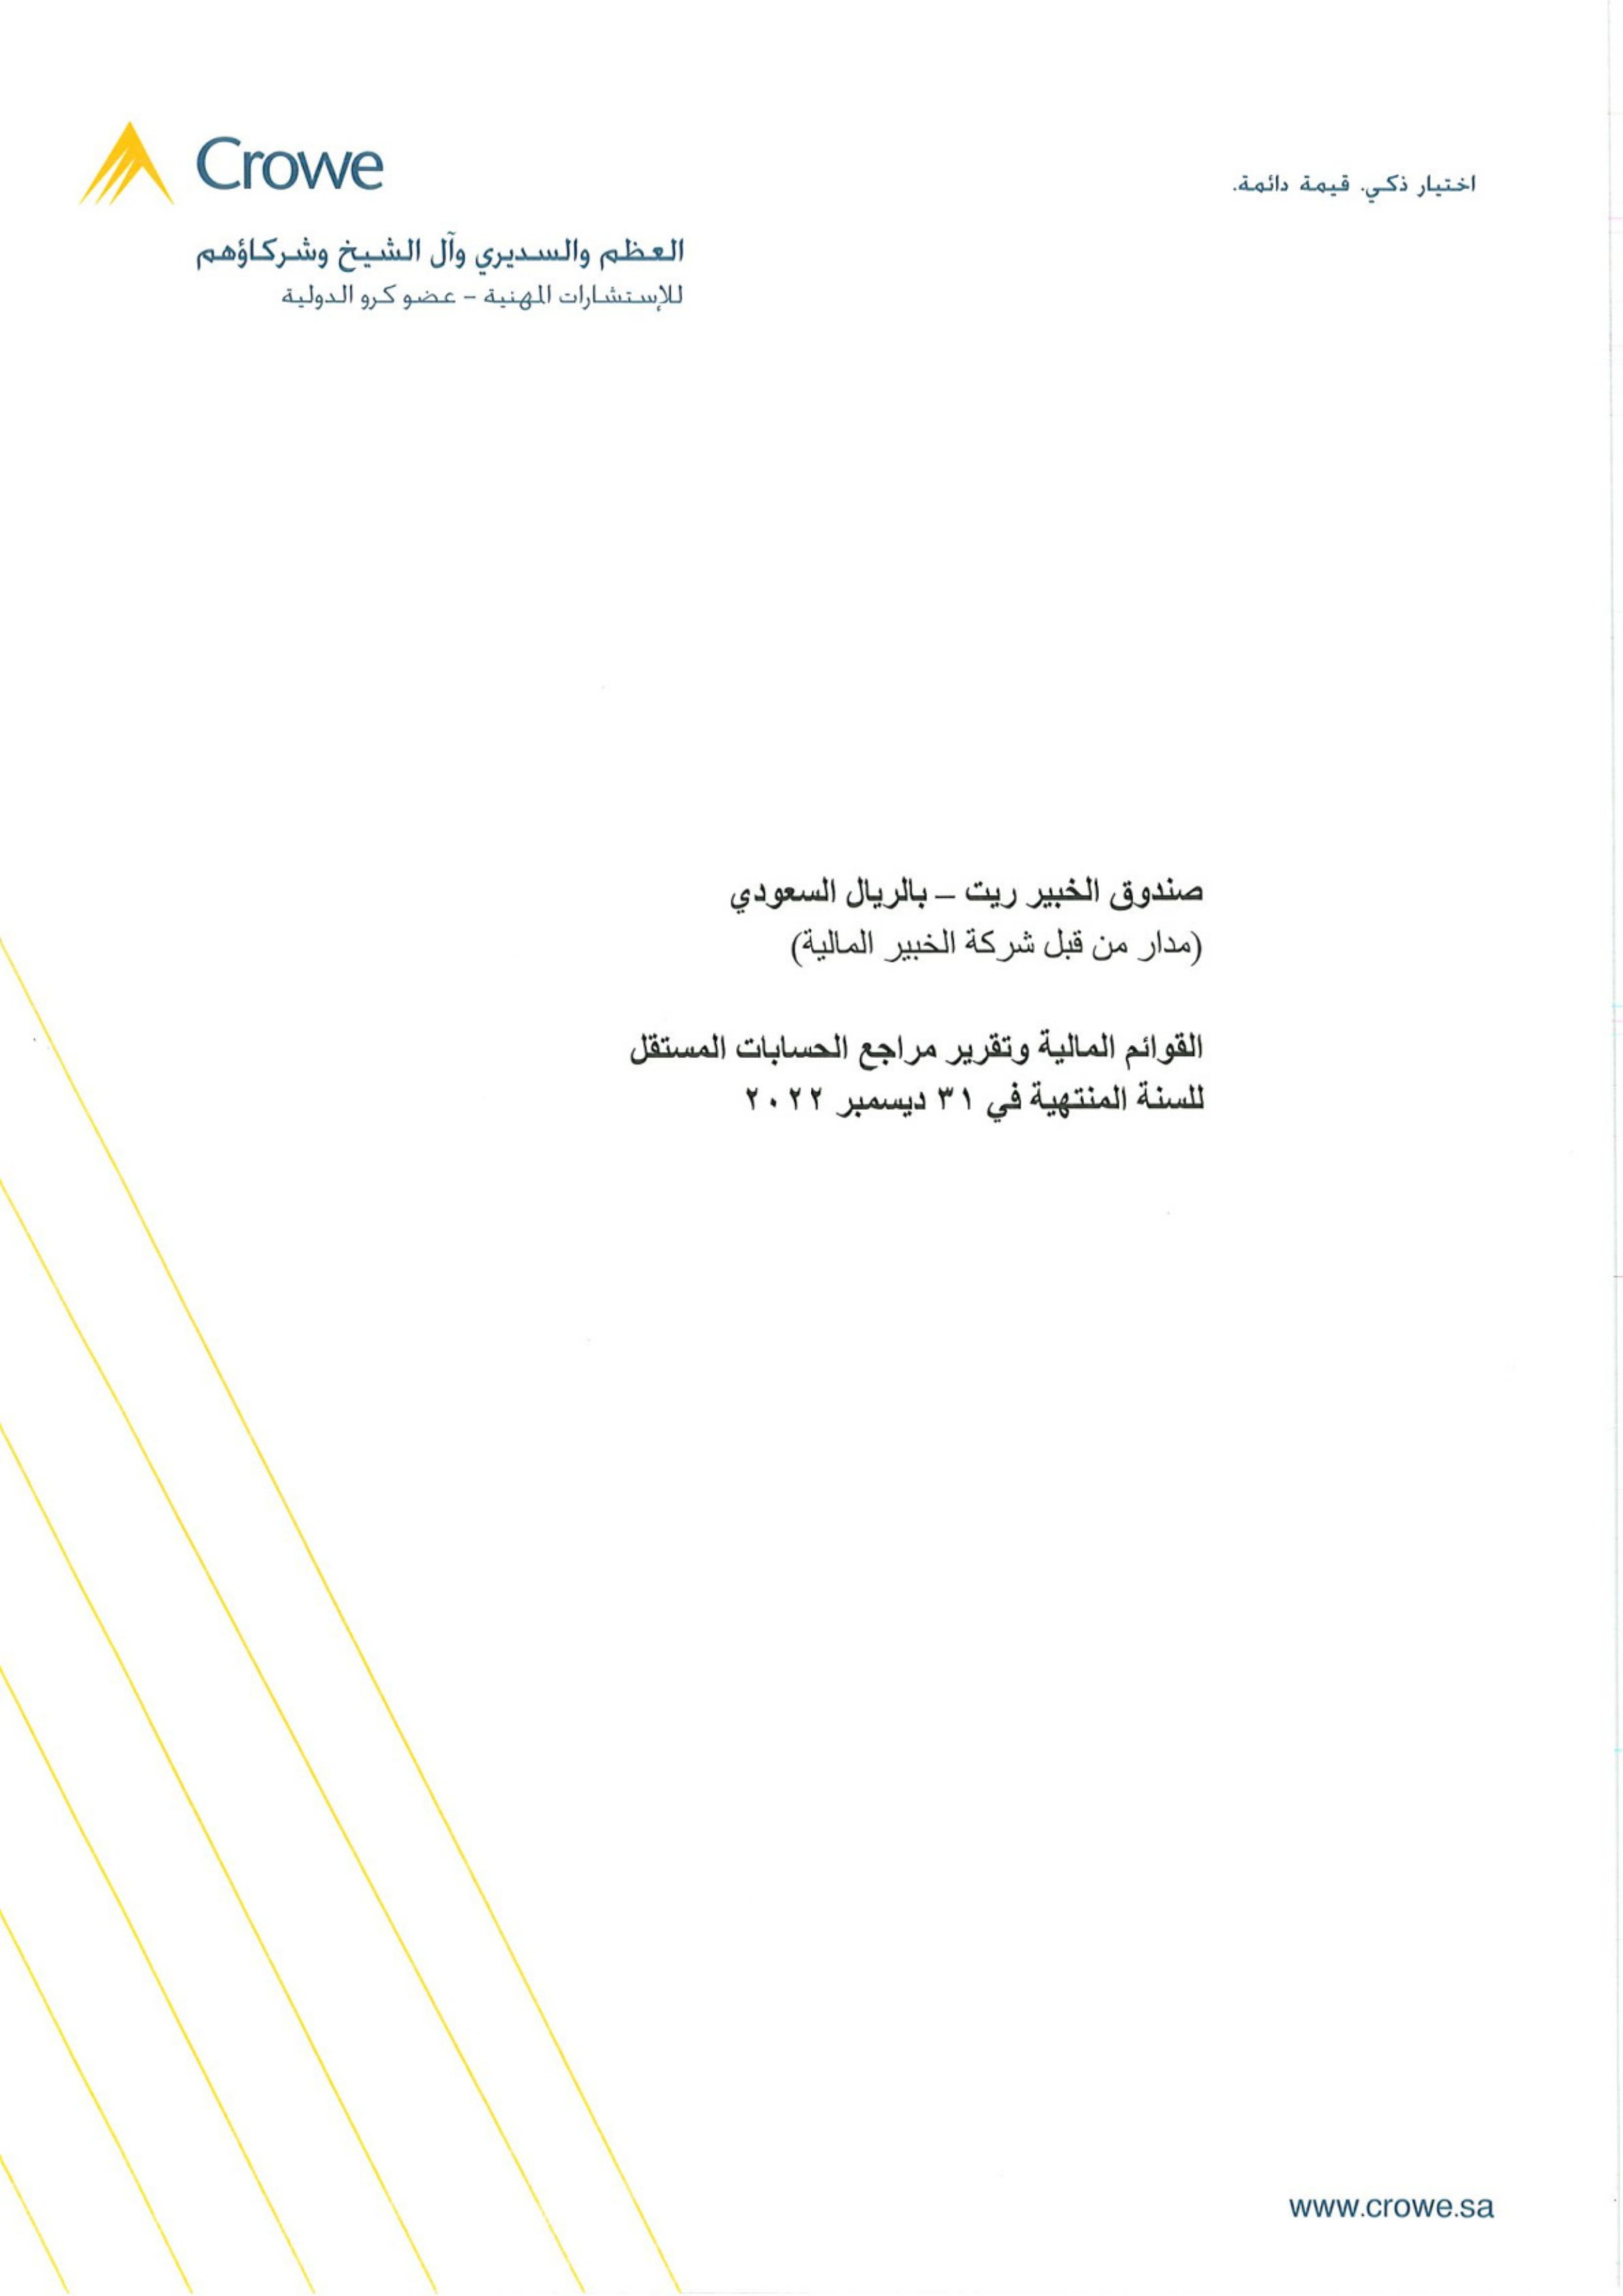 Crowe
اختيار ذكي. قيمة دائمة.
العظم والسديري وآل الشيخ وشركاؤهم
للإستشارات المهنية - عضو كرو الدولية
صندوق الخبير ريت – بالريال السعودي
(مدار من قبل شركة الخبير المالية)
القوائم المالية وتقرير مراجع الحسابات المستقل
للسنة المنتهية في ٣١ ديسمبر ٢٠٢٢
www.crowe.sa